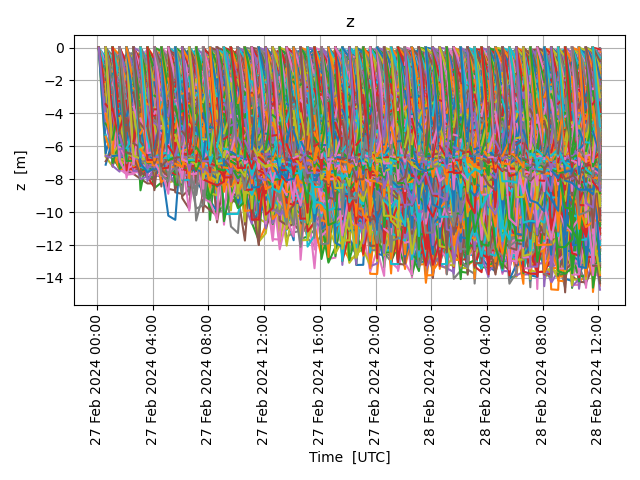 z
0
−2
−4
−6
−8
−10
−12
−14
z [m]
27 Feb 2024 00:00
27 Feb 2024 04:00
27 Feb 2024 08:00
27 Feb 2024 12:00
27 Feb 2024 16:00
27 Feb 2024 20:00
28 Feb 2024 00:00
28 Feb 2024 04:00
28 Feb 2024 08:00
28 Feb 2024 12:00
Time [UTC]